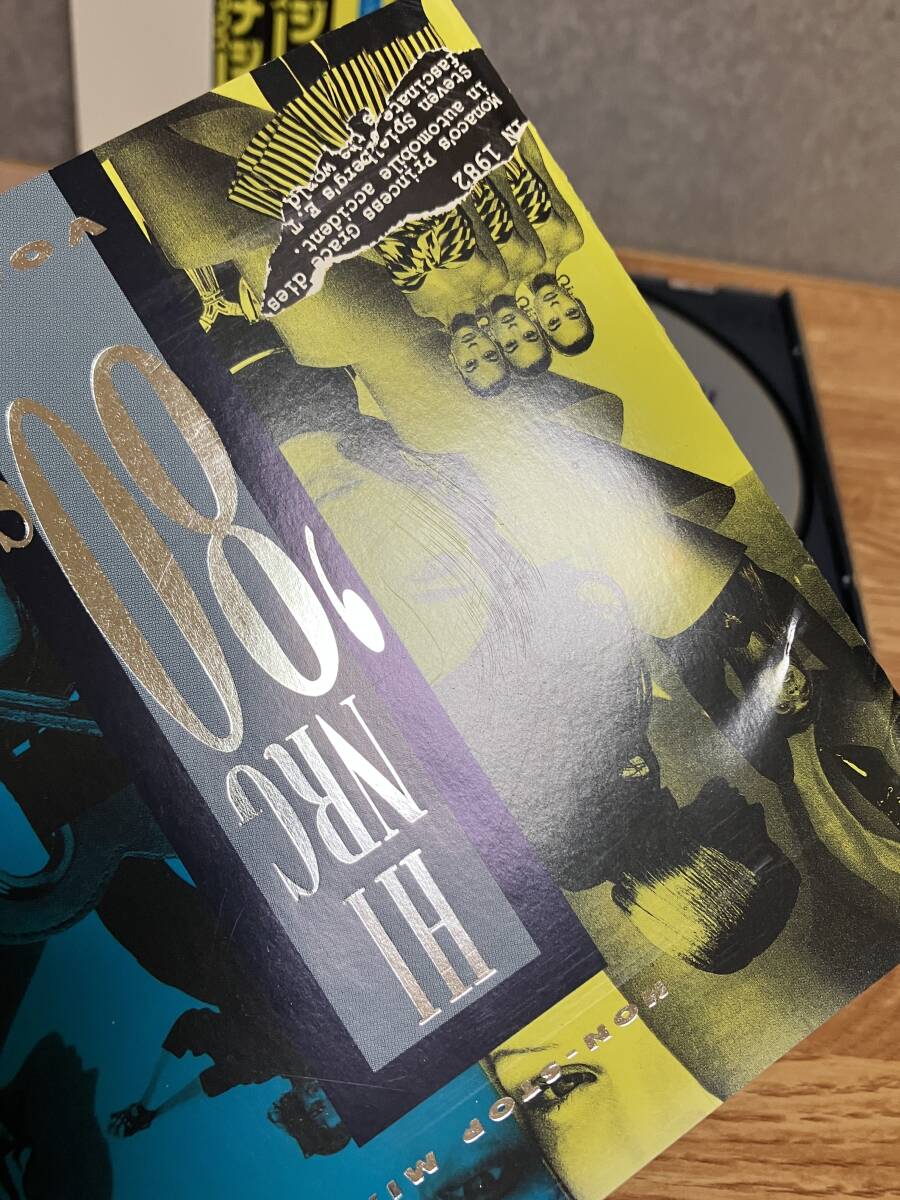 NON-STOP MI
HI
NRG
'80
VO
IN 1982
Monaco's Princess Grace dies
in automobile accident.
Steven Spielberg's E.T.
fascinates the world.